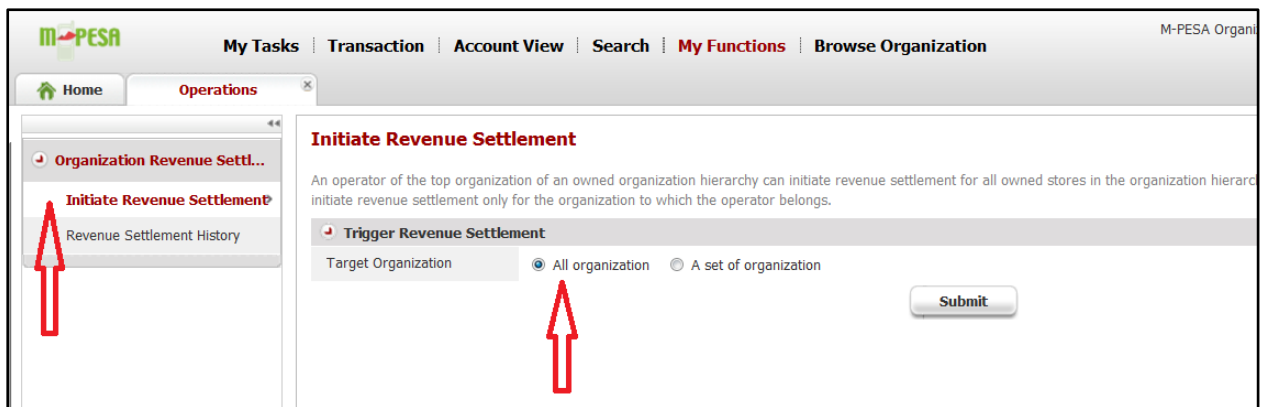 M-PESA
M-PESA Organi
My Tasks Transaction Account View Search My Functions Browse Organization
Home Operations
Organization Revenue Settl...
Initiate Revenue Settlement
Revenue Settlement History
Initiate Revenue Settlement
An operator of the top organization of an owned organization hierarchy can initiate revenue settlement for all owned stores in the organization hierarc
initiate revenue settlement only for the organization to which the operator belongs.
Trigger Revenue Settlement
Target Organization All organization A set of organization
Submit